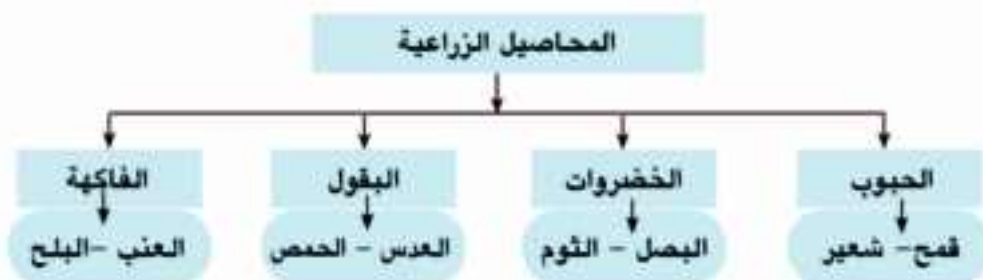 المحاصيل الزراعية
الحبوب
الخضروات
البقول
الفاكهة
قمح- شعير
البصل - الثوم
العدس - الحمص
العنب -البلح